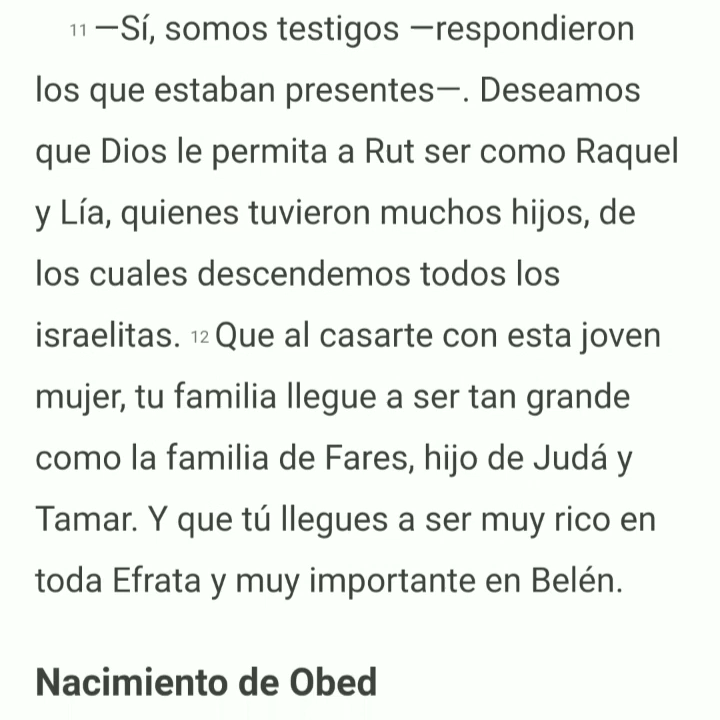 11 —Sí, somos testigos —respondieron
los que estaban presentes—. Deseamos
que Dios le permita a Rut ser como Raquel
y Lía, quienes tuvieron muchos hijos, de
los cuales descendemos todos los
israelitas. 12 Que al casarte con esta joven
mujer, tu familia llegue a ser tan grande
como la familia de Fares, hijo de Judá y
Tamar. Y que tú llegues a ser muy rico en
toda Efrata y muy importante en Belén.
Nacimiento de Obed